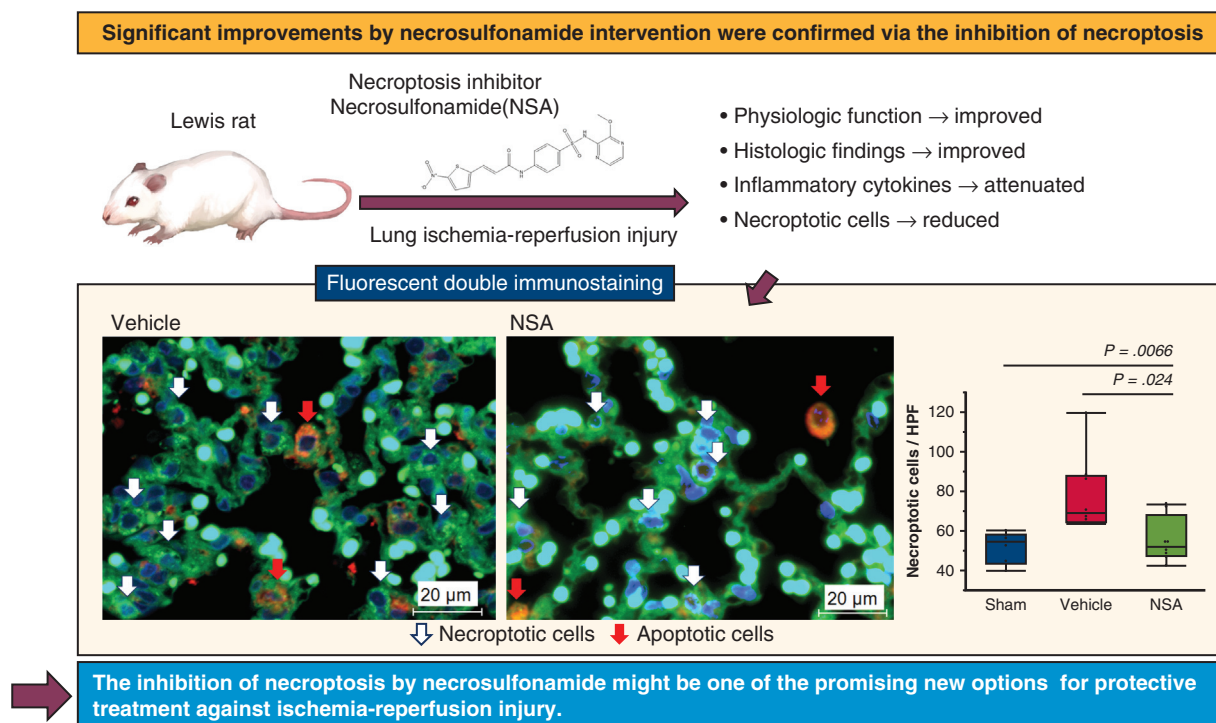 Significant improvements by necrosulfonamide intervention were confirmed via the inhibition of necroptosis
Lewis rat
Necroptosis inhibitor
Necrosulfonamide(NSA)
Lung ischemia-reperfusion injury
• Physiologic function → improved
• Histologic findings → improved
• Inflammatory cytokines → attenuated
• Necroptotic cells → reduced
Fluorescent double immunostaining
Vehicle
20 µm
NSA
20 µm
Necroptotic cells
Apoptotic cells
P = .0066
P = .024
Necroptotic cells / HPF
120
100
80
60
40
Sham
Vehicle
NSA
The inhibition of necroptosis by necrosulfonamide might be one of the promising new options for protective
treatment against ischemia-reperfusion injury.